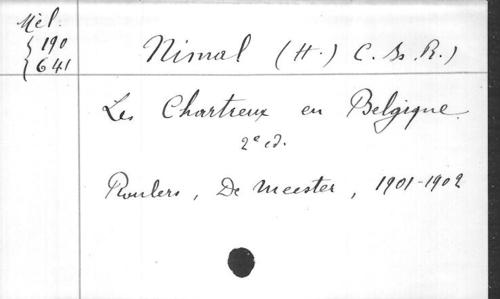 Mél.
190
641
Nimal (H.) C. Ss. R.)
Les Chartreux en Belgique
2e éd.
Roulers, De Meester, 1901-1902